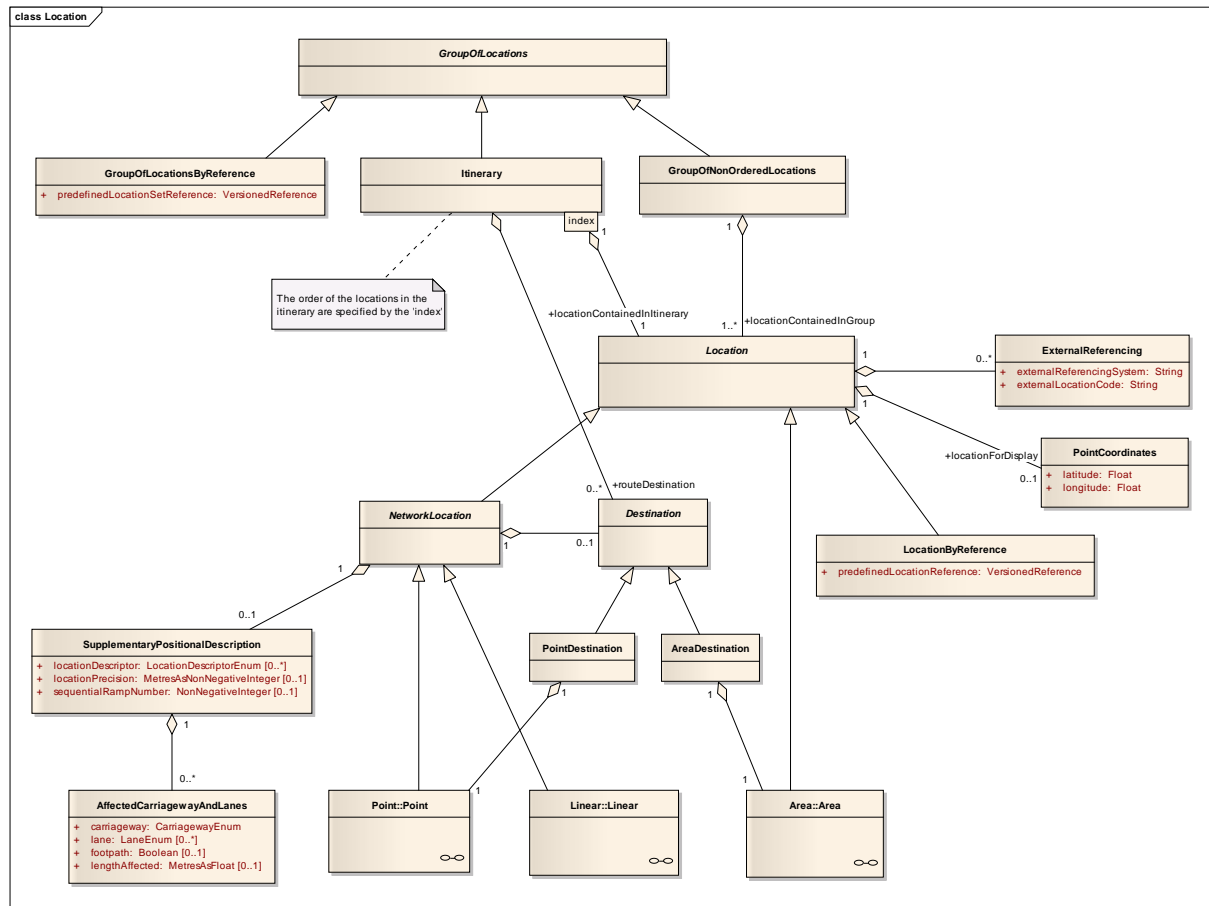 class Location
GroupOfLocations
GroupOfLocationsByReference
+ predefinedLocationSetReference: VersionedReference
Itinerary
GroupOfNonOrderedLocations
index
1
1
The order of the locations in the
itinerary are specified by the 'index'
+locationContainedInItinerary
1
1..*
+locationContainedInGroup
Location
1
0..*
ExternalReferencing
+ externalReferencingSystem: String
+ externalLocationCode: String
1
+locationForDisplay
0..1
PointCoordinates
+ latitude: Float
+ longitude: Float
0..*
+routeDestination
NetworkLocation
1
0..1
Destination
LocationByReference
+ predefinedLocationReference: VersionedReference
1
0..1
SupplementaryPositionalDescription
+ locationDescriptor: LocationDescriptorEnum [0..*]
+ locationPrecision: MetresAsNonNegativeInteger [0..1]
+ sequentialRampNumber: NonNegativeInteger [0..1]
PointDestination
AreaDestination
1
1
1
0..*
AffectedCarriagewayAndLanes
+ carriageway: CarriagewayEnum
+ lane: LaneEnum [0..*]
+ footpath: Boolean [0..1]
+ lengthAffected: MetresAsFloat [0..1]
Point::Point
1
Linear::Linear
1
Area::Area